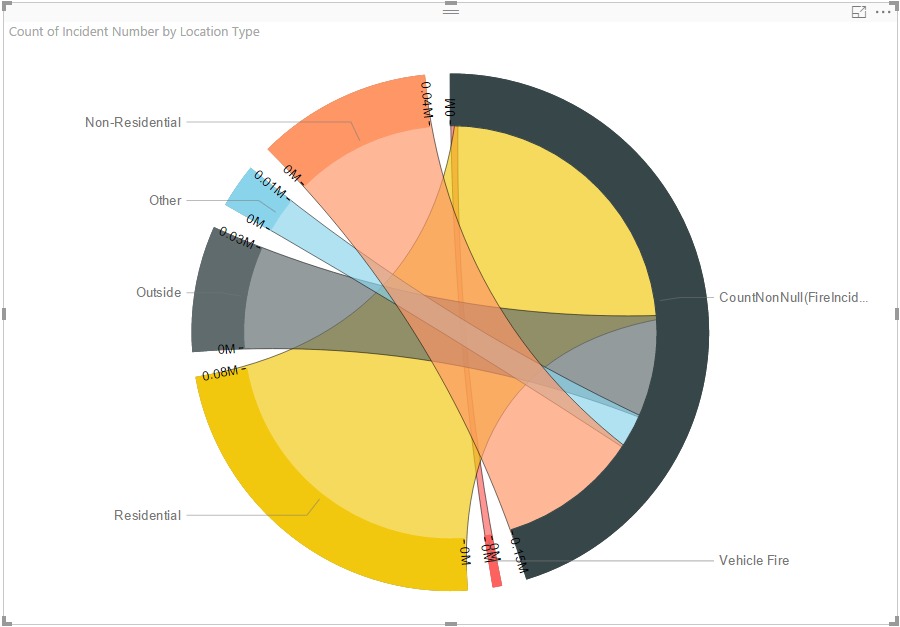 Count of Incident Number by Location Type
0.04M
0M
Non-Residential
0M
0.01M
Other
0M
0.03M
Outside
CountNonNull(FireIncid...
0M
0.08M
Residential
0M
0M
0M
0.15M
Vehicle Fire